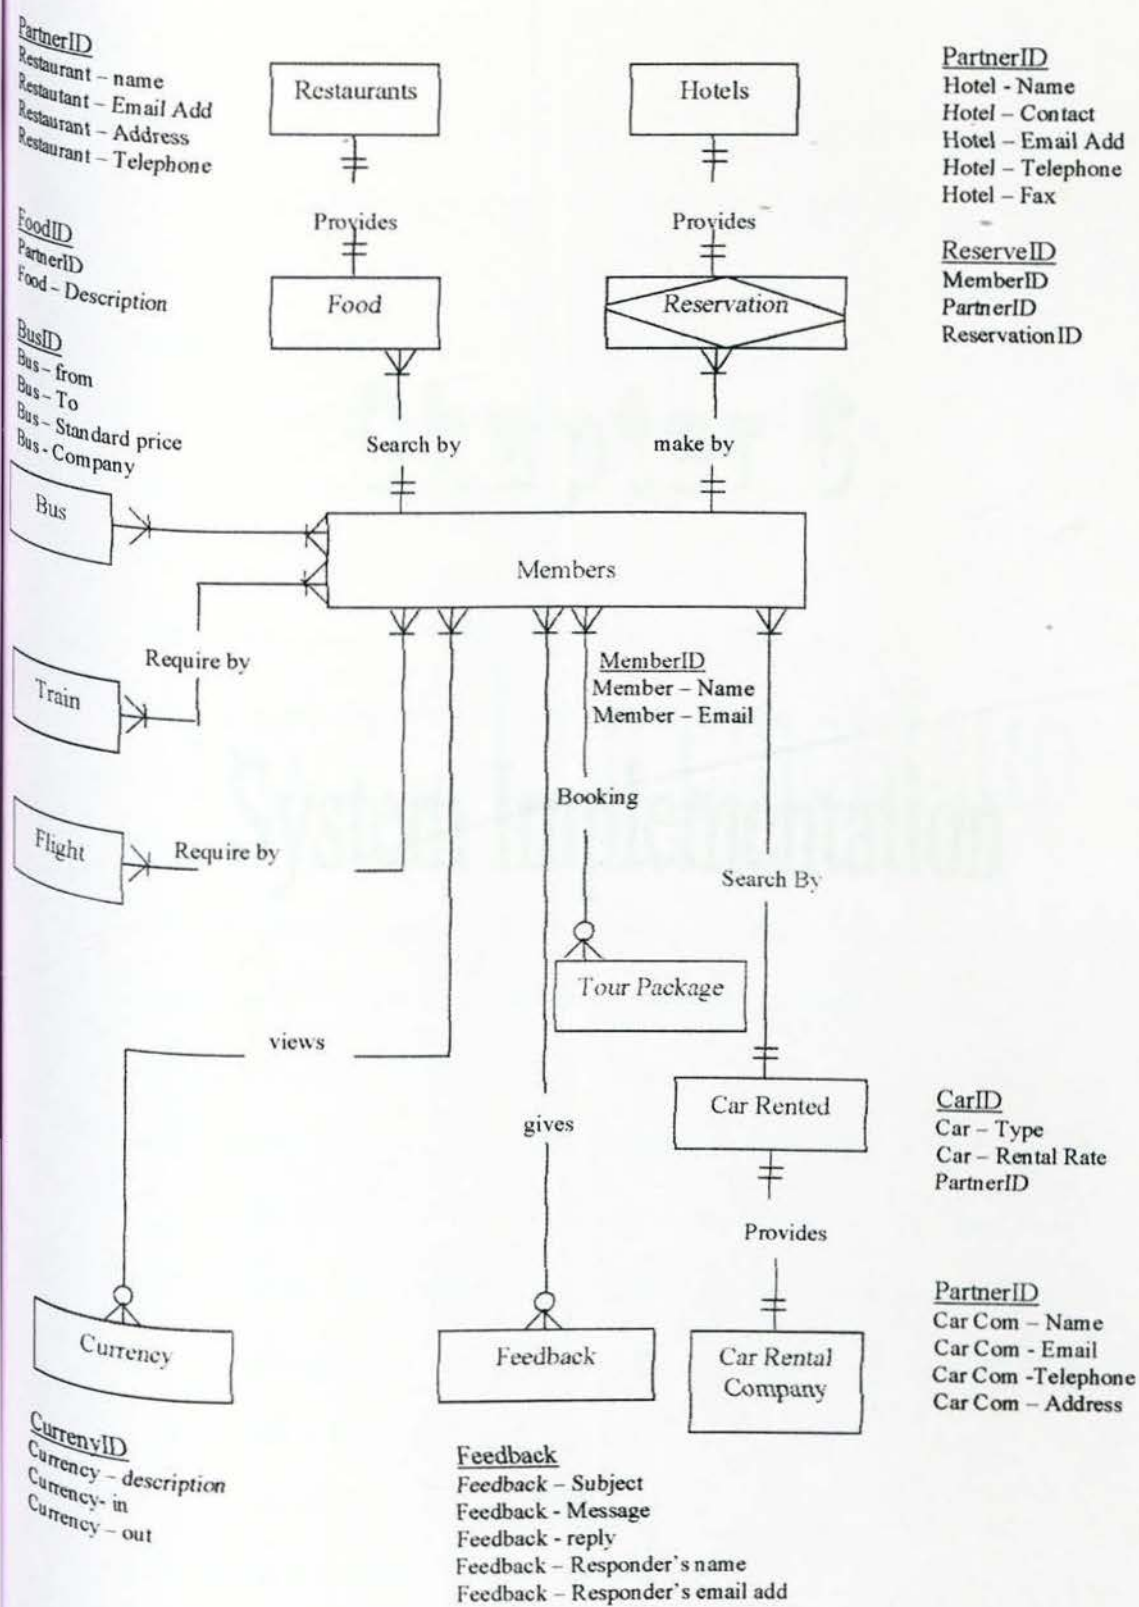 PartnerID
Restaurant – name
Restautant – Email Add
Restaurant – Address
Restaurant – Telephone
Restaurants
Hotels
PartnerID
Hotel - Name
Hotel – Contact
Hotel – Email Add
Hotel – Telephone
Hotel – Fax
Provides
Provides
FoodID
PartnerID
Food – Description
Food
Reservation
ReserveID
MemberID
PartnerID
ReservationID
BusID
Bus – from
Bus – To
Bus – Standard price
Bus - Company
Search by
make by
Bus
Members
Require by
MemberID
Member – Name
Member – Email
Train
Booking
Flight
Require by
Search By
Tour Package
views
Car Rented
CarID
Car – Type
Car – Rental Rate
PartnerID
gives
Provides
PartnerID
Car Com – Name
Car Com - Email
Car Com -Telephone
Car Com – Address
Currency
Feedback
Car Rental
Company
CurrenyID
Currency – description
Currency- in
Currency – out
Feedback
Feedback – Subject
Feedback - Message
Feedback - reply
Feedback – Responder's name
Feedback – Responder's email add
Chapter 6
System Implementation